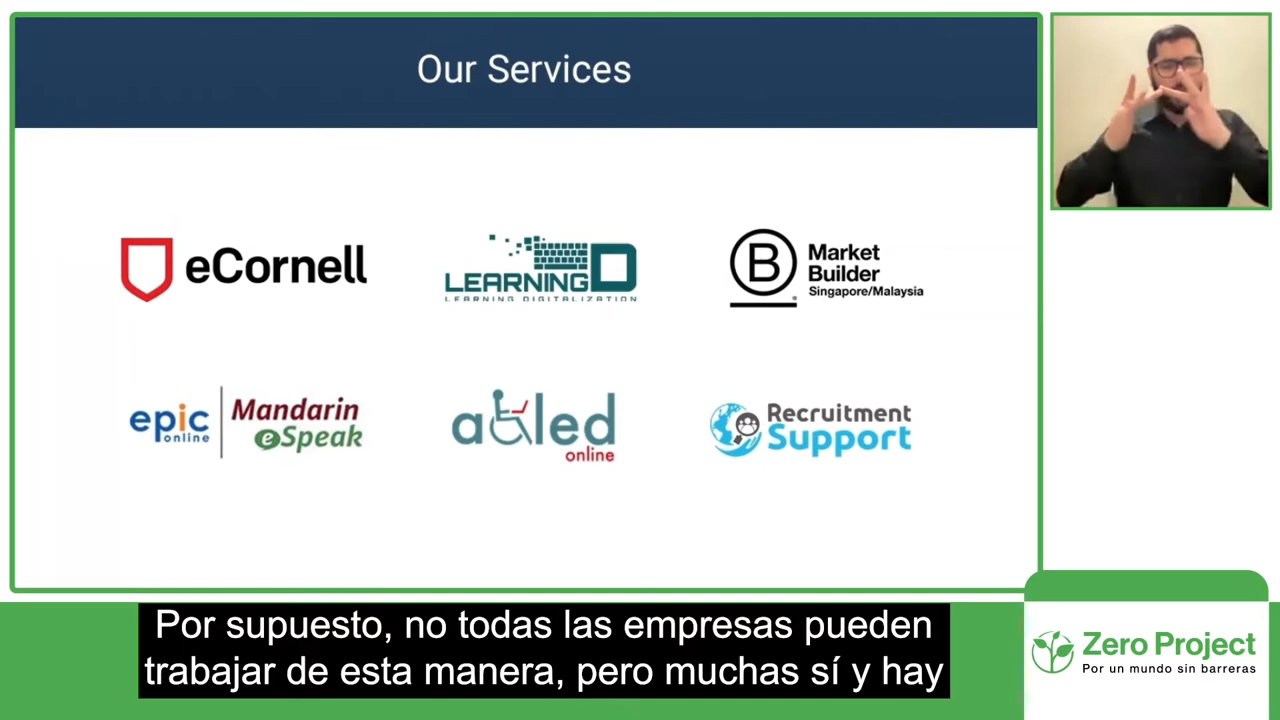 Our Services
eCornell
LEARNING D
LEARNING DIGITALIZATION
B
Market
Builder
Singapore/Malaysia
epic
online
Mandarin
eSpeak
abled
online
Recruitment
Support
Por supuesto, no todas las empresas pueden
trabajar de esta manera, pero muchas sí y hay
Zero Project
Por un mundo sin barreras